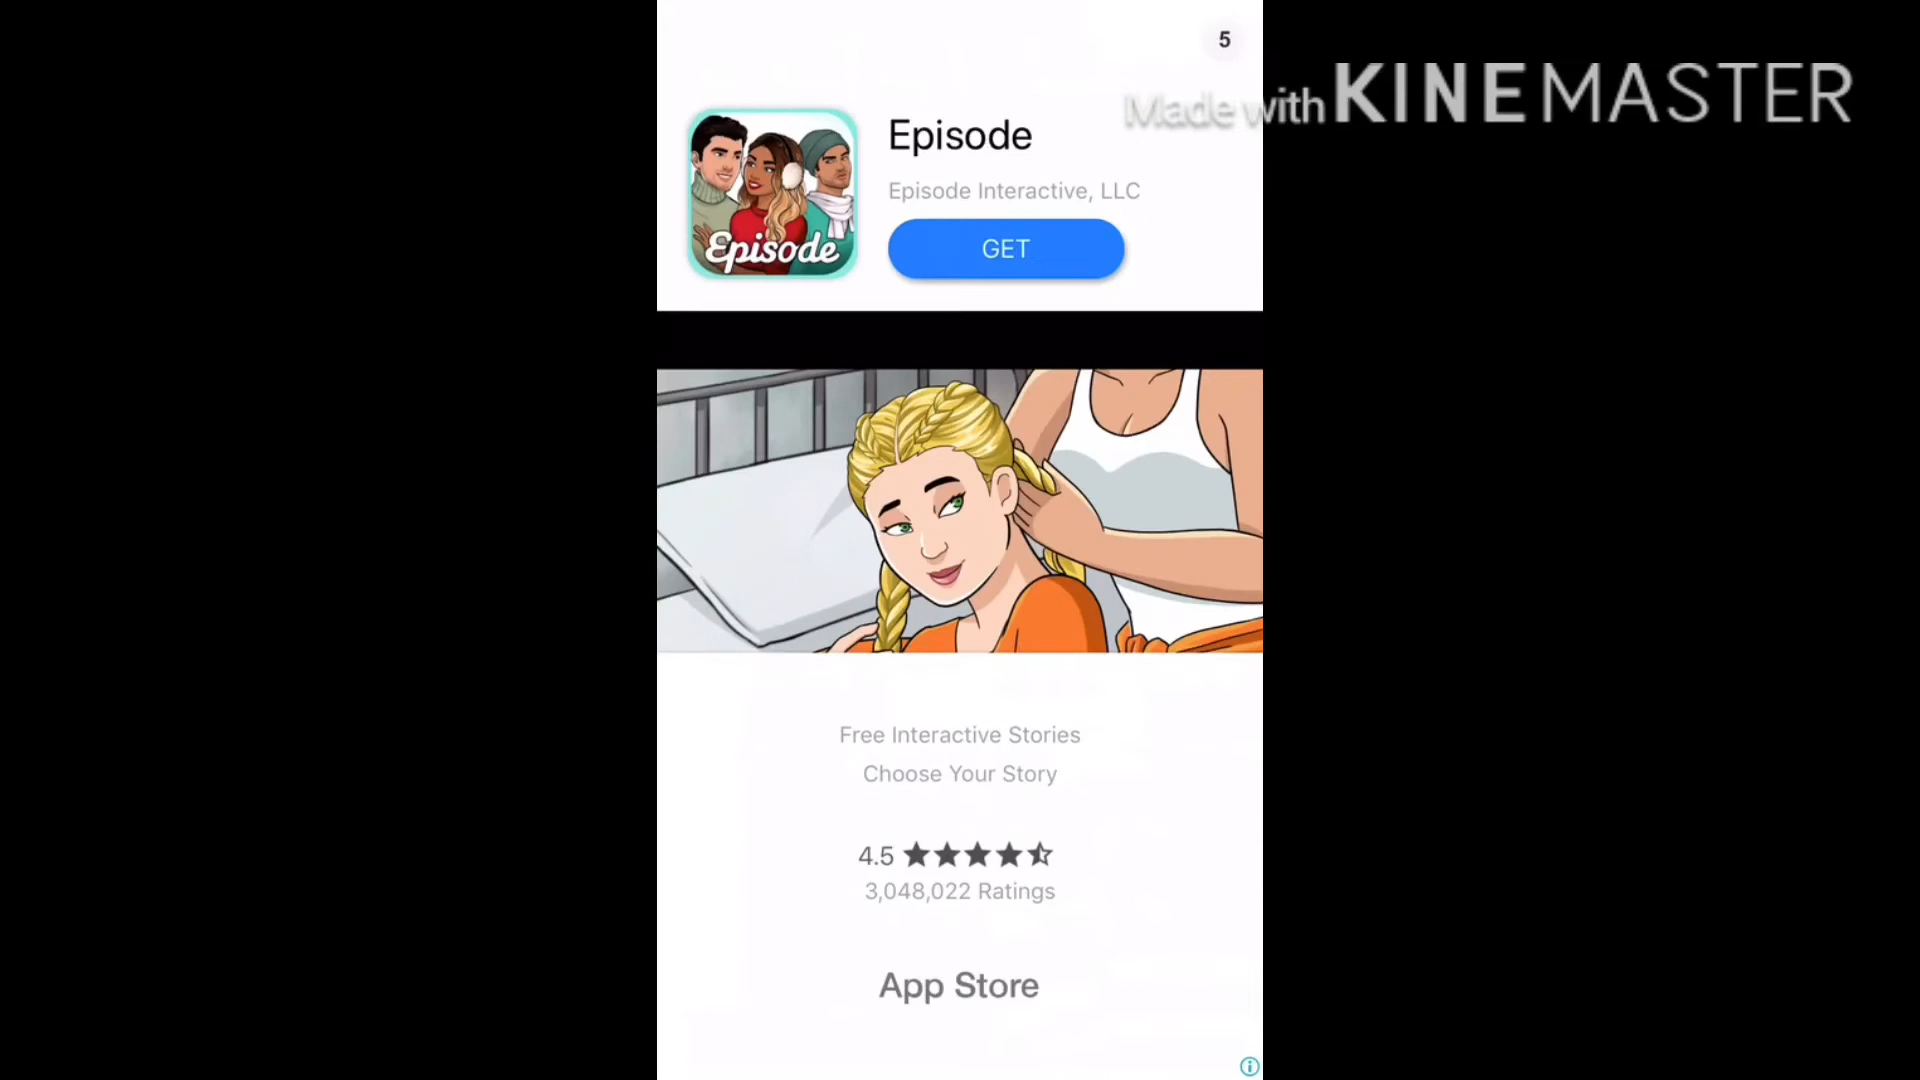 5
Made with KINEMASTER
Episode
Episode Interactive, LLC
GET
Episode
Free Interactive Stories
Choose Your Story
4.5
3,048,022 Ratings
App Store